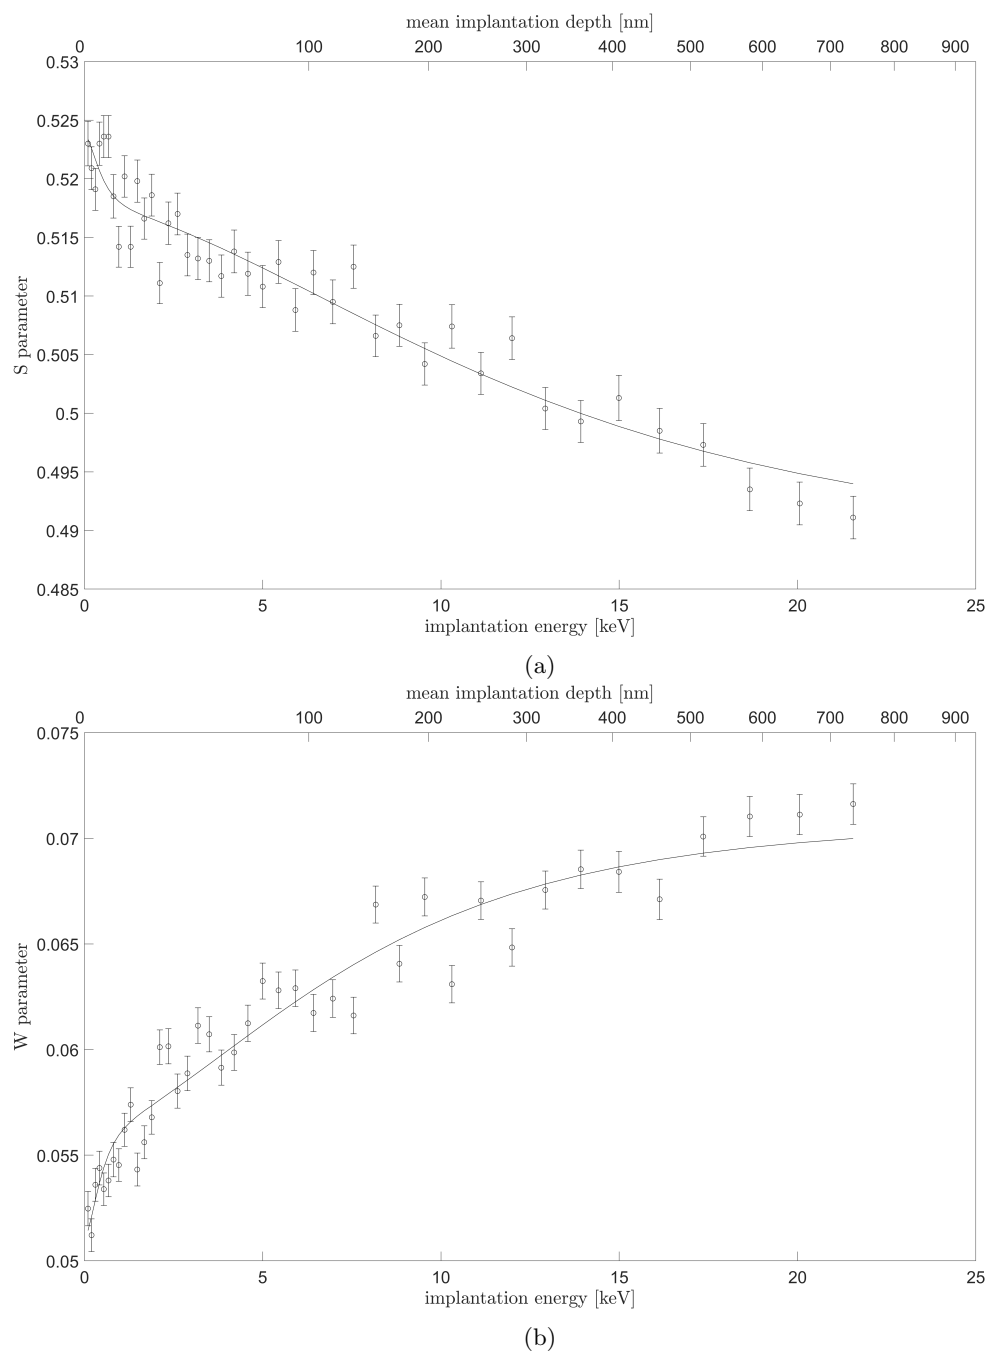 mean implantation depth [nm]
0 100 200 300 400 500 600 700 800 900
0.53
0.525
0.52
0.515
0.51
0.505
0.5
0.495
0.49
0.485
S parameter
0 5 10 15 20 25
implantation energy [keV]
(a)
mean implantation depth [nm]
0 100 200 300 400 500 600 700 800 900
0.075
0.07
0.065
0.06
0.055
0.05
W parameter
0 5 10 15 20 25
implantation energy [keV]
(b)